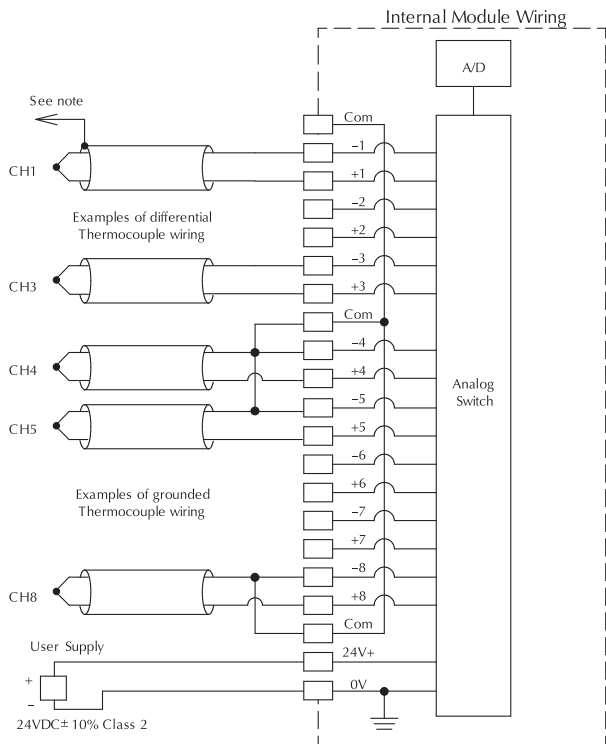 Internal Module Wiring
A/D
See note
Com
–1
CH1
+1
–2
Examples of differential
Thermocouple wiring
+2
–3
CH3
+3
Com
–4
CH4
+4
Analog
Switch
–5
CH5
+5
–6
Examples of grounded
Thermocouple wiring
+6
–7
+7
–8
CH8
+8
Com
User Supply
24V+
+
–
0V
24VDC± 10% Class 2